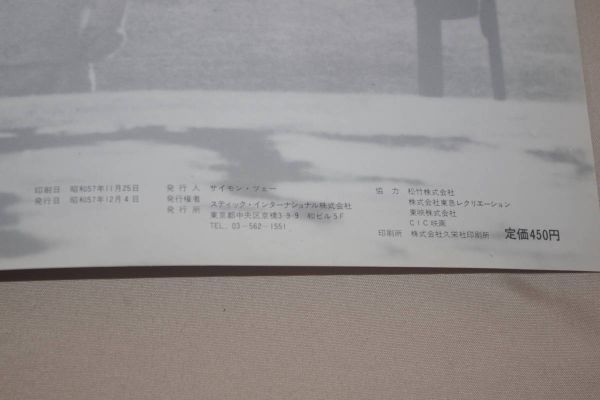 印刷日 昭和57年11月25日
発行日 昭和57年12月4日
発行人 サイモン・ツェー
発行権者 スティック・インターナショナル株式会社
発行所 東京都中央区京橋3-9-9 和ビル5F
TEL. 03-562-1551
協力 松竹株式会社
株式会社東急レクリエーション
東映株式会社
CIC映画
印刷所 株式会社久栄社印刷所
定価450円